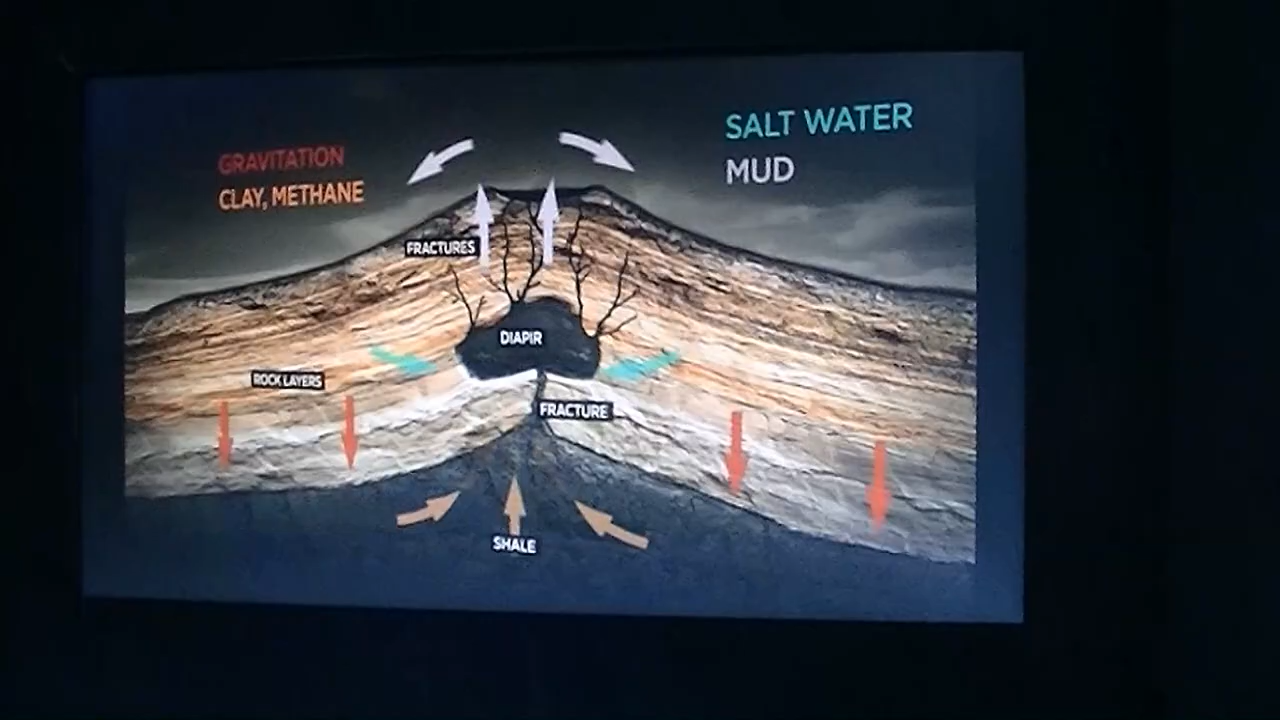 GRAVITATION
CLAY, METHANE
SALT WATER
MUD
FRACTURES
DIAPIR
ROCK LAYERS
FRACTURE
SHALE